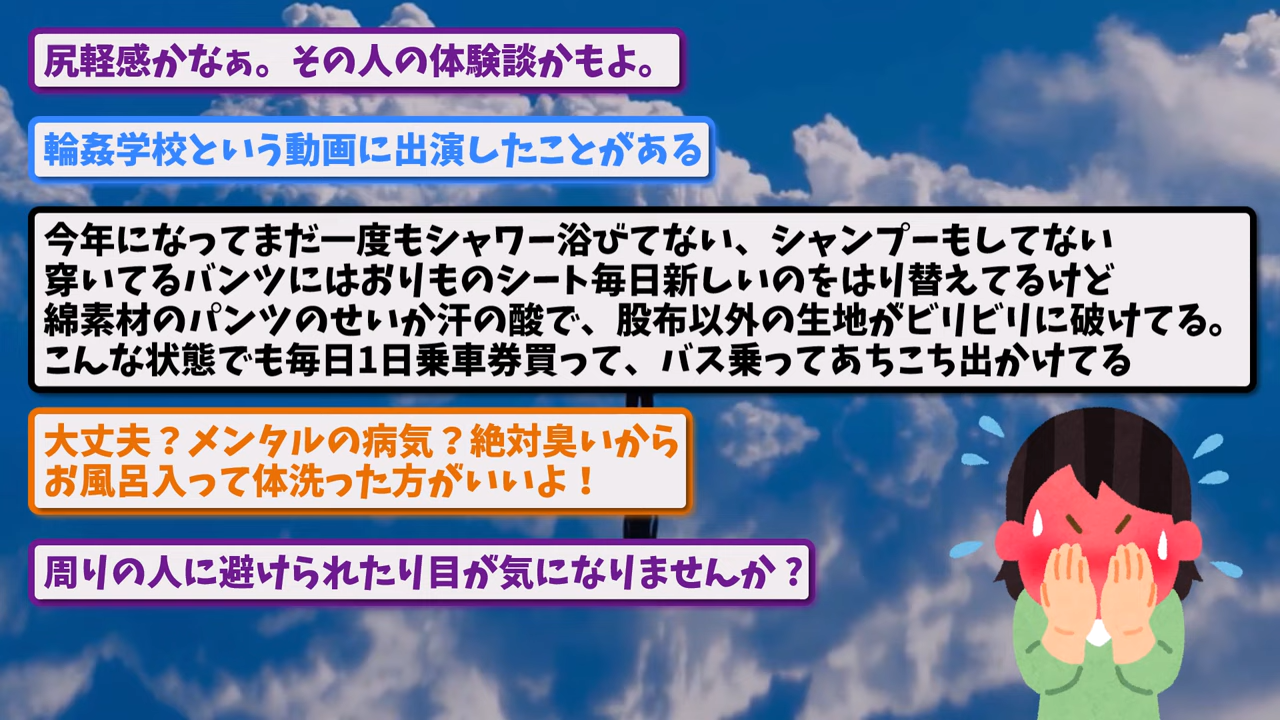 尻軽感かなぁ。その人の体験談かもよ。
輪姦学校という動画に出演したことがある
今年になってまだ一度もシャワー浴びてない、シャンプーもしてない
穿いてるパンツにはおりものシート毎日新しいのをはり替えてるけど
綿素材のパンツのせいか汗の酸で、股布以外の生地がビリビリに破けてる。
こんな状態でも毎日1日乗車券買って、バス乗ってあちこち出かけてる
大丈夫？メンタルの病気？絶対臭いから
お風呂入って体洗った方がいいよ！
周りの人に避けられたり目が気になりませんか？